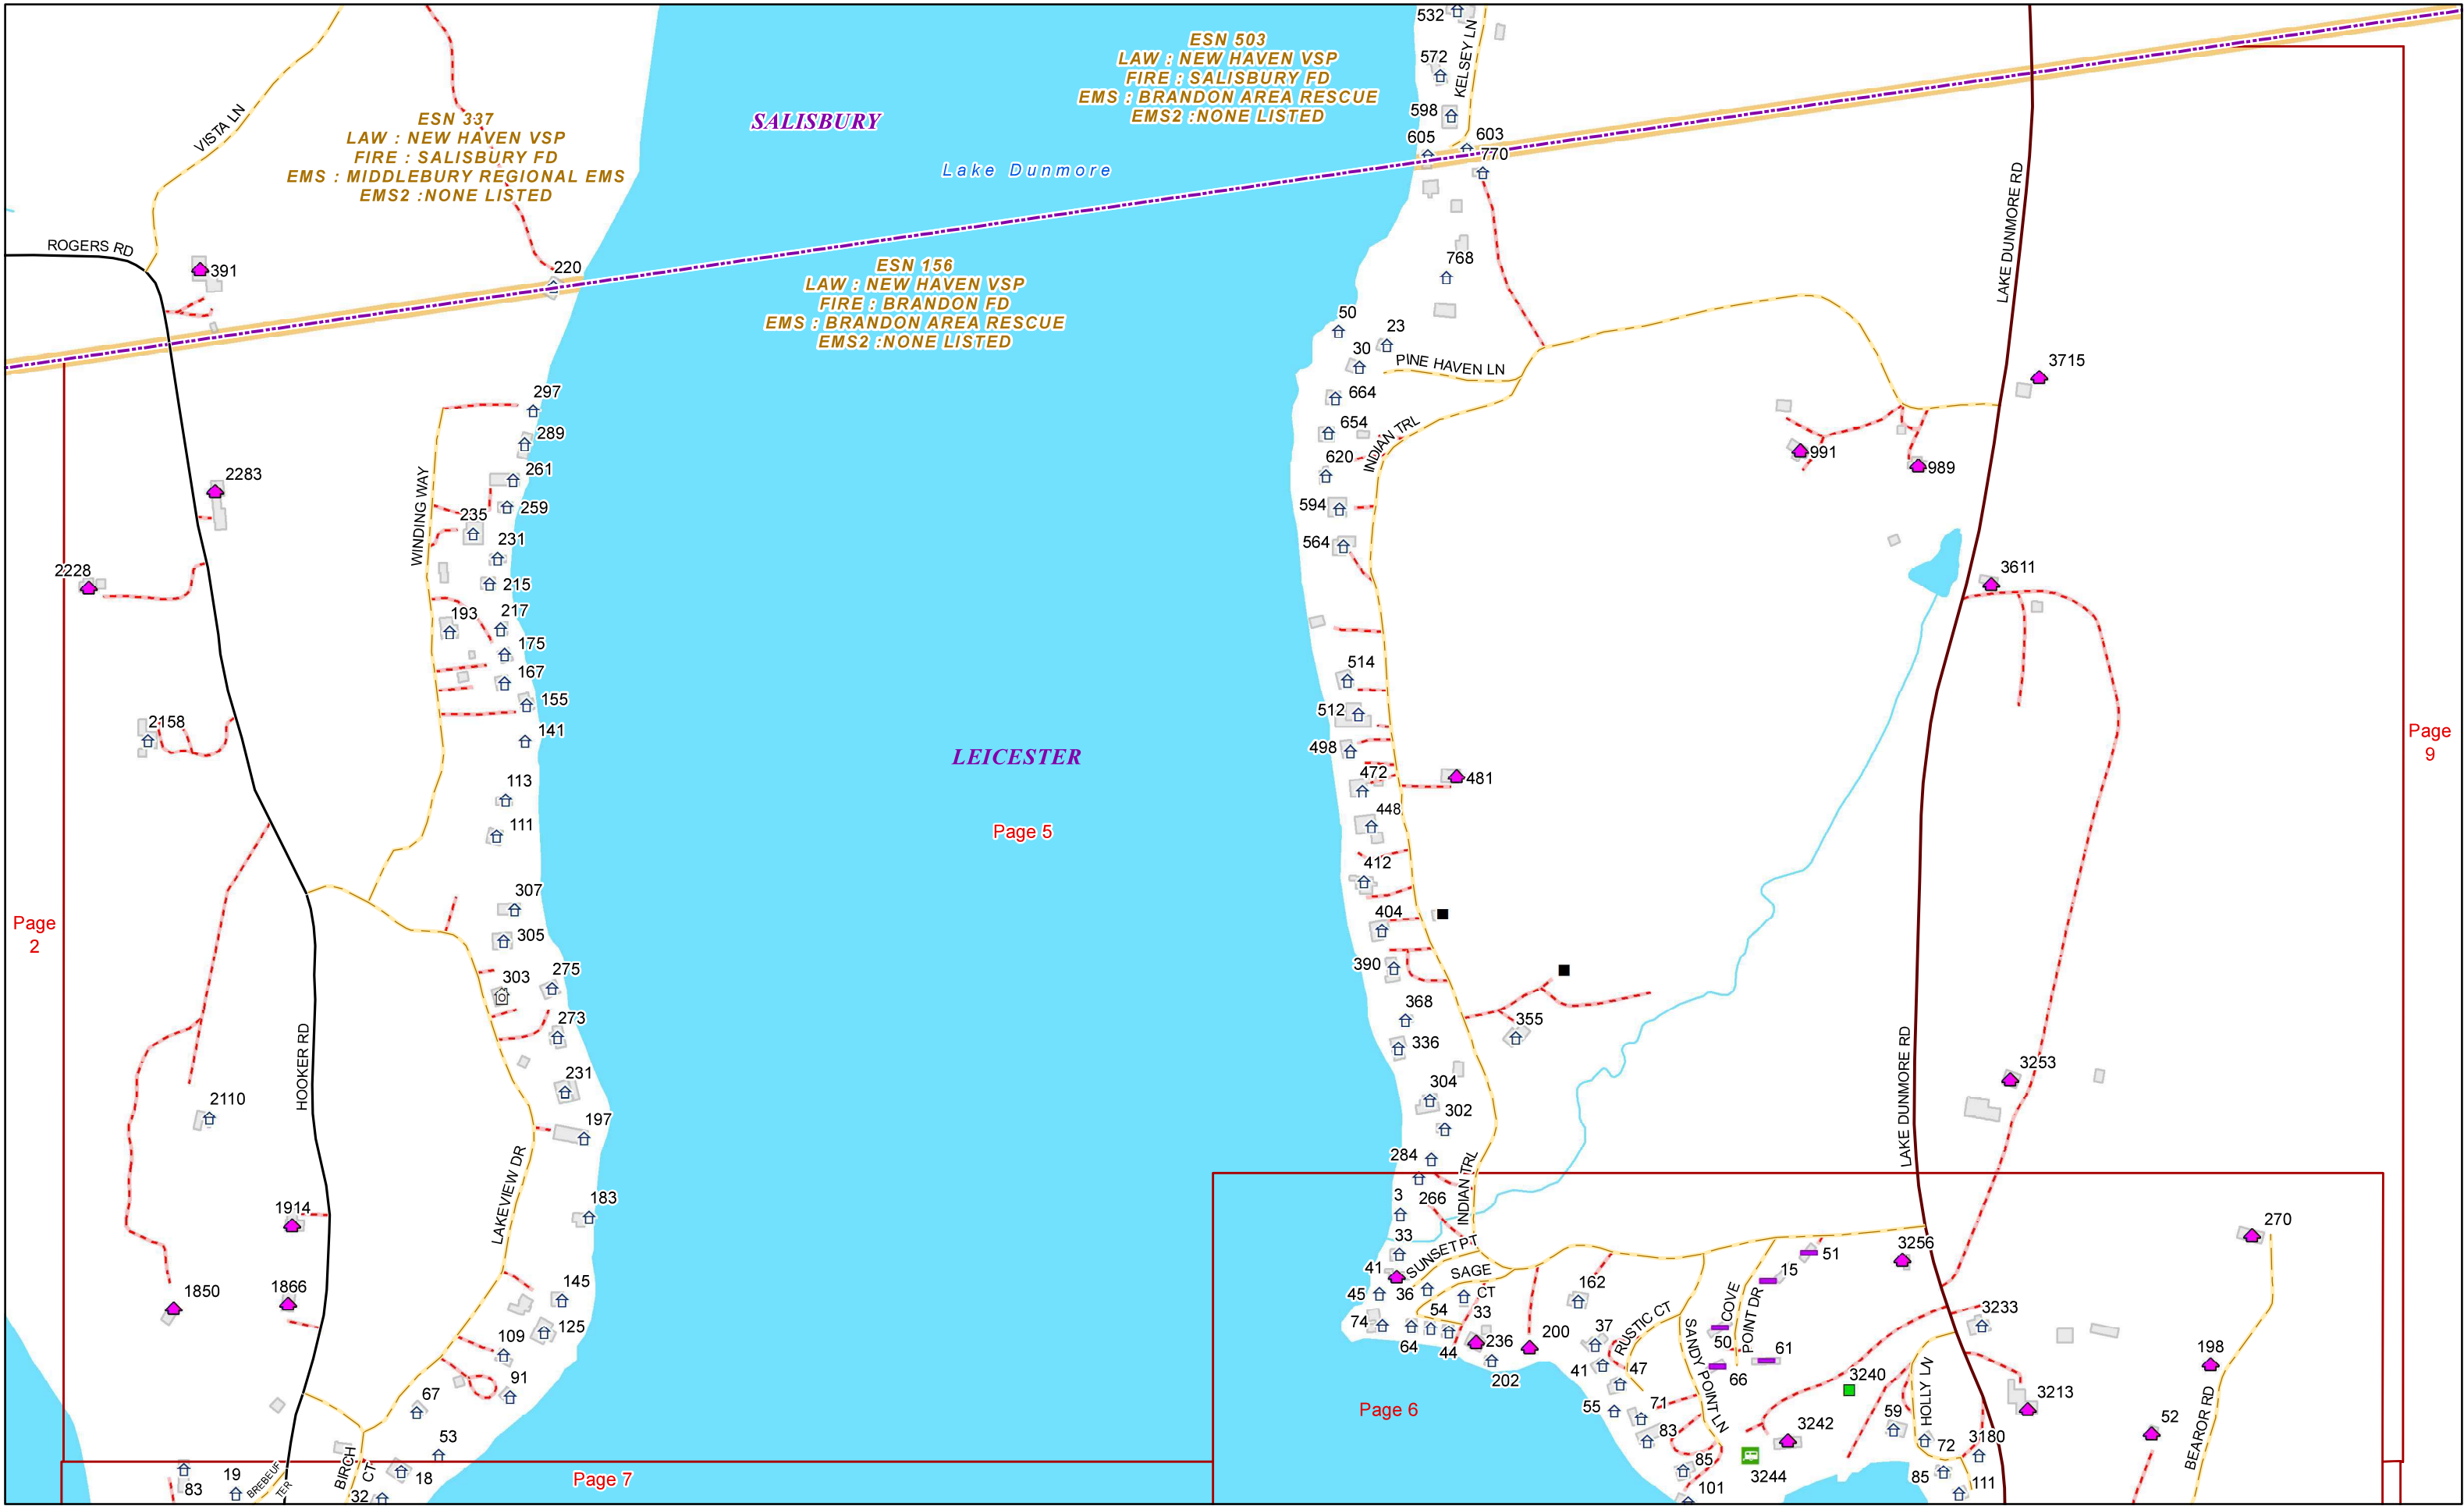 532
KELSEY LN
ESN 503
LAW : NEW HAVEN VSP
FIRE : SALISBURY FD
EMS : BRANDON AREA RESCUE
EMS2 :NONE LISTED
572
598
605
603
770
VISTA LN
ESN 337
LAW : NEW HAVEN VSP
FIRE : SALISBURY FD
EMS : MIDDLEBURY REGIONAL EMS
EMS2 :NONE LISTED
SALISBURY
Lake Dunmore
LAKE DUNMORE RD
ROGERS RD
391
220
ESN 156
LAW : NEW HAVEN VSP
FIRE : BRANDON FD
EMS : BRANDON AREA RESCUE
EMS2 :NONE LISTED
768
50
23
30
PINE HAVEN LN
664
654
INDIAN TRL
620
594
564
3715
991
989
297
289
261
259
235
231
215
217
193
175
167
155
141
113
111
WINDING WAY
2283
2228
2158
3611
514
512
498
472
481
448
412
404
390
368
355
336
304
302
284
LEICESTER
Page 5
Page
9
Page
2
307
305
303
275
273
231
197
183
HOOKER RD
2110
LAKEVIEW DR
LAKE DUNMORE RD
3253
1914
1850
1866
145
125
109
91
67
53
18
32
BIRCH
CT
BREBEUF
TER
19
83
Page 7
3
266
INDIAN TRL
33
SUNSET PT
41
SAGE
CT
45
36
74
64
54
44
33
236
202
200
162
37
RUSTIC CT
41
47
55
71
83
85
101
SANDY POINT LN
COVE
POINT DR
51
15
50
61
66
3256
3240
3242
3244
3233
3213
HOLLY LN
59
72
3180
85
111
270
198
52
BEAROR RD
Page 6